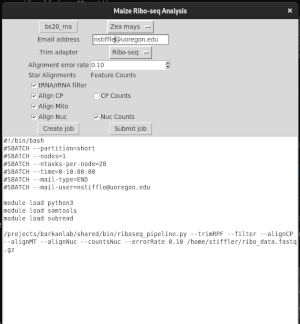 Maize Ribo-seq Analysis
bs20_rna Zea mays
Email address nstiffle@uoregon.edu
Trim adapter Ribo-seq
Alignment error rate 0.10
Star Alignments Feature Counts
tRNA/rRNA filter
Align CP CP Counts
Align Mito
Align Nuc Nuc Counts
Create job Submit job
#!/bin/bash
#SBATCH --partition=short
#SBATCH --nodes=1
#SBATCH --ntasks-per-node=28
#SBATCH --time=0-10:00:00
#SBATCH --mail-type=END
#SBATCH --mail-user=nstiffle@uoregon.edu
module load python3
module load samtools
module load subread
/projects/barkanlab/shared/bin/riboseq_pipeline.py --trimRPF --filter --alignCP
--alignMT --alignNuc --countsNuc --errorRate 0.10 /home/stiffler/ribo_data.fastq
.gz